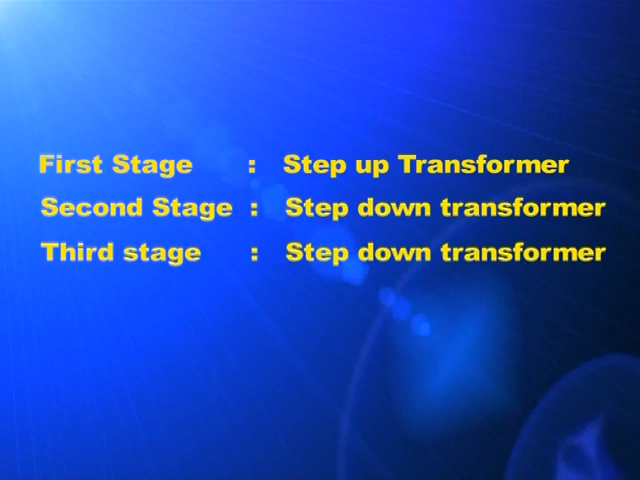 First Stage : Step up Transformer
Second Stage : Step down transformer
Third stage : Step down transformer